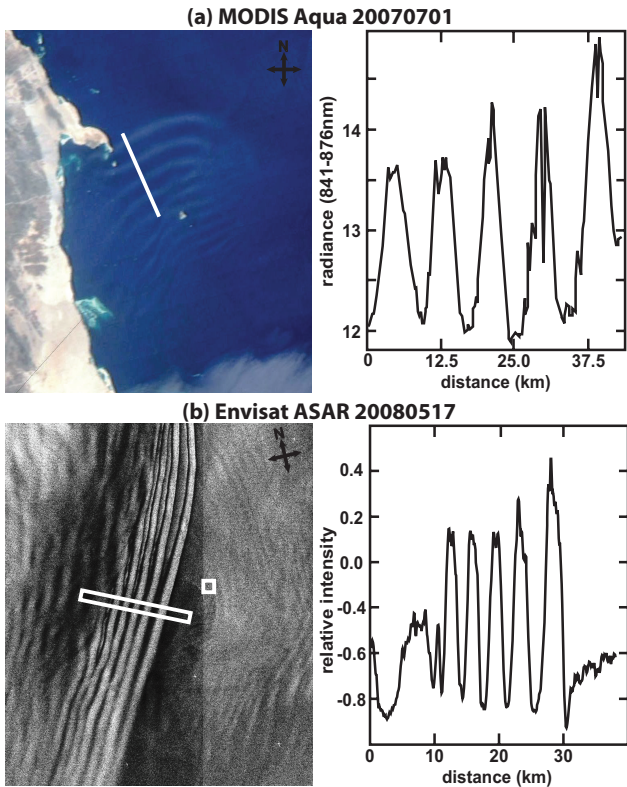 (a) MODIS Aqua 20070701
N
radiance (841-876nm)
14
13
12
0
12.5
25.0
37.5
distance (km)
(b) Envisat ASAR 20080517
N
relative intensity
0.4
0.2
0.0
-0.4
-0.6
-0.8
0
10
20
30
distance (km)